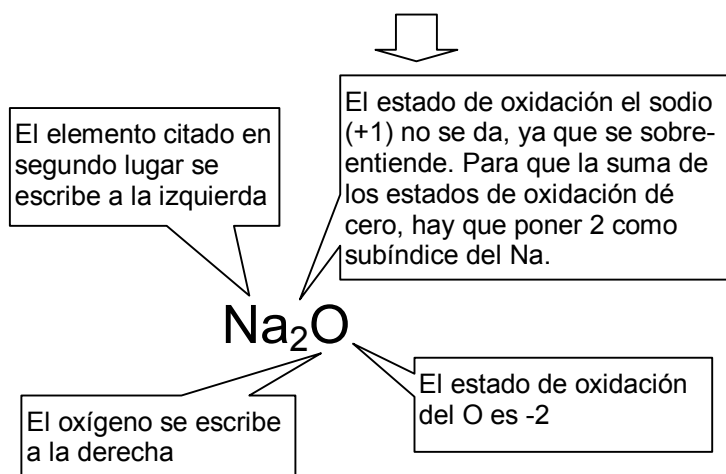 El estado de oxidación el sodio
(+1) no se da, ya que se sobre-
entiende. Para que la suma de
los estados de oxidación dé
cero, hay que poner 2 como
subíndice del Na.
El elemento citado en
segundo lugar se
escribe a la izquierda
Na₂O
El estado de oxidación
del O es -2
El oxígeno se escribe
a la derecha